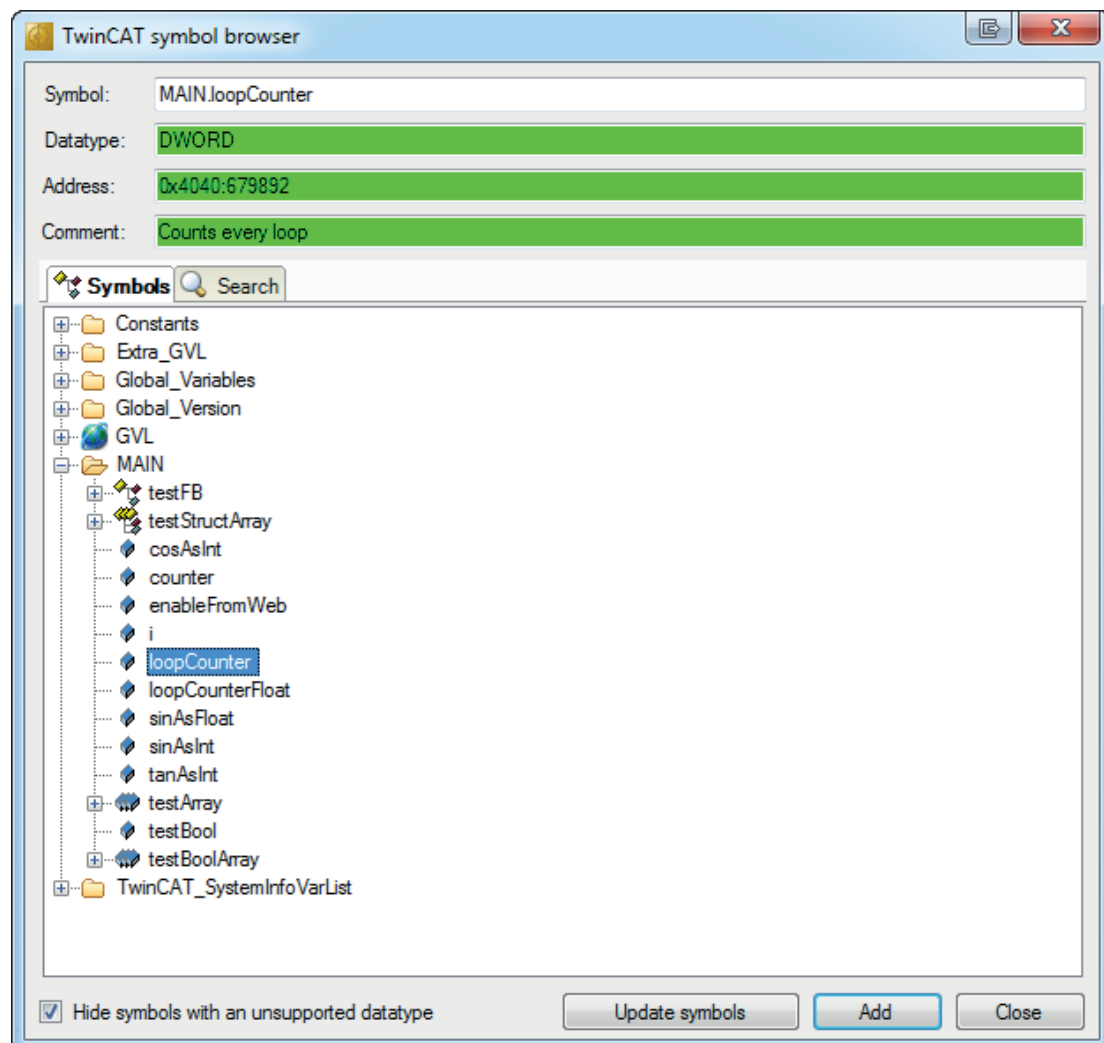 TwinCAT symbol browser
Symbol: MAIN.loopCounter
Datatype: DWORD
Address: 0x4040:679892
Comment: Counts every loop
Symbols Search
Constants
Extra_GVL
Global_Variables
Global_Version
GVL
MAIN
testFB
testStructArray
cosAsInt
counter
enableFromWeb
i
loopCounter
loopCounterFloat
sinAsFloat
sinAsInt
tanAsInt
testArray
testBool
testBoolArray
TwinCAT_SystemInfoVarList
Hide symbols with an unsupported datatype Update symbols Add Close